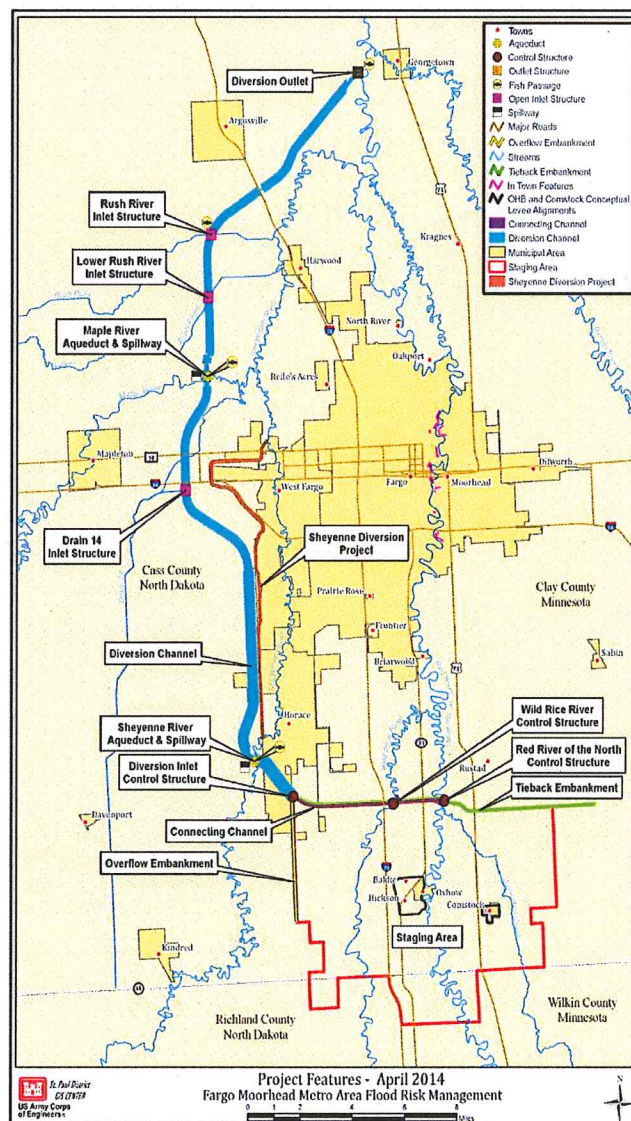 Towns
Aqueduct
Control Structure
Outlet Structure
Fish Passage
Open Inlet Structure
Spillway
Major Roads
Overflow Embankment
Streams
Tieback Embankment
In Town Features
OHB and Comstock Conceptual
Levee Alignments
Connecting Channel
Diversion Channel
Municipal Area
Staging Area
Sheyenne Diversion Project
Georgetown
Diversion Outlet
Argusville
Rush River
Inlet Structure
Kragnes
Lower Rush River
Inlet Structure
Harwood
North River
Maple River
Aqueduct & Spillway
Oakport
Reile's Acres
Mapleton
Dilworth
West Fargo
Fargo
Moorhead
Drain 14
Inlet Structure
Sheyenne Diversion
Project
Cass County
North Dakota
Clay County
Minnesota
Prairie Rose
Frontier
Briarwood
Sabin
Diversion Channel
Horace
Wild Rice River
Control Structure
Sheyenne River
Aqueduct & Spillway
Red River of the North
Control Structure
Diversion Inlet
Control Structure
Rustad
Tieback Embankment
Davenport
Connecting Channel
Overflow Embankment
Bakke
Hickson
Oxbow
Comstock
Staging Area
Kindred
Richland County
North Dakota
Wilkin County
Minnesota
St. Paul District
GIS CENTER
US Army Corps
of Engineers
Project Features - April 2014
Fargo Moorhead Metro Area Flood Risk Management
0 2 4 6 8
Miles
N